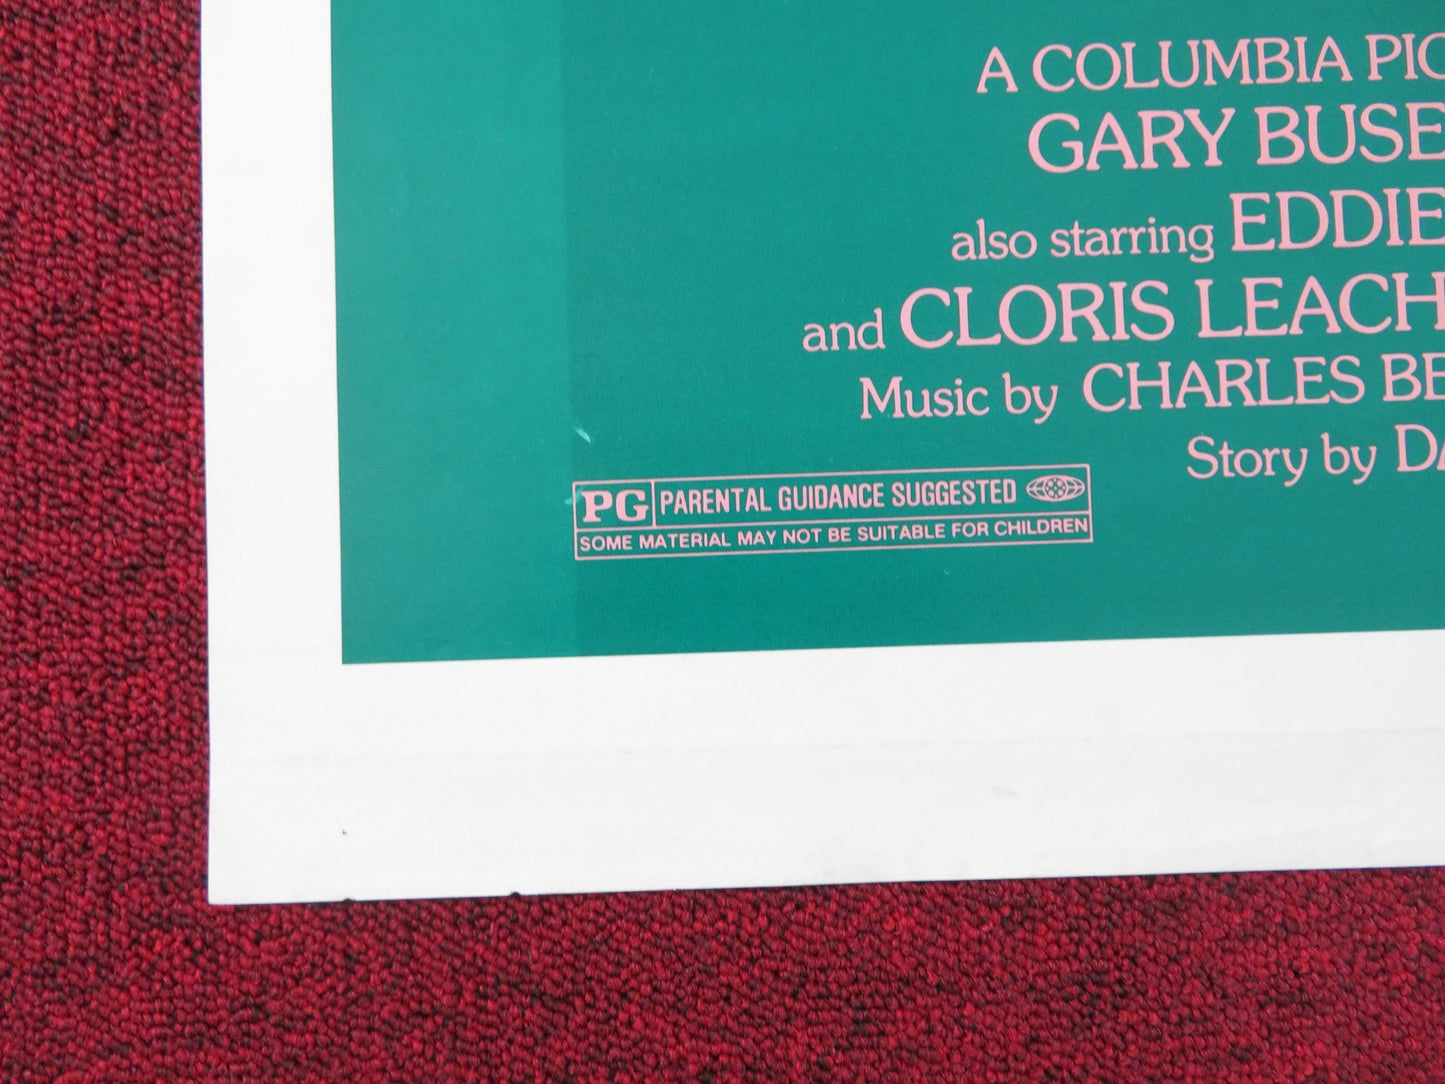 A COLUMBIA PIC
GARY BUSE
also starring EDDIE
and CLORIS LEACH
Music by CHARLES BE
Story by DA
PG PARENTAL GUIDANCE SUGGESTED
SOME MATERIAL MAY NOT BE SUITABLE FOR CHILDREN